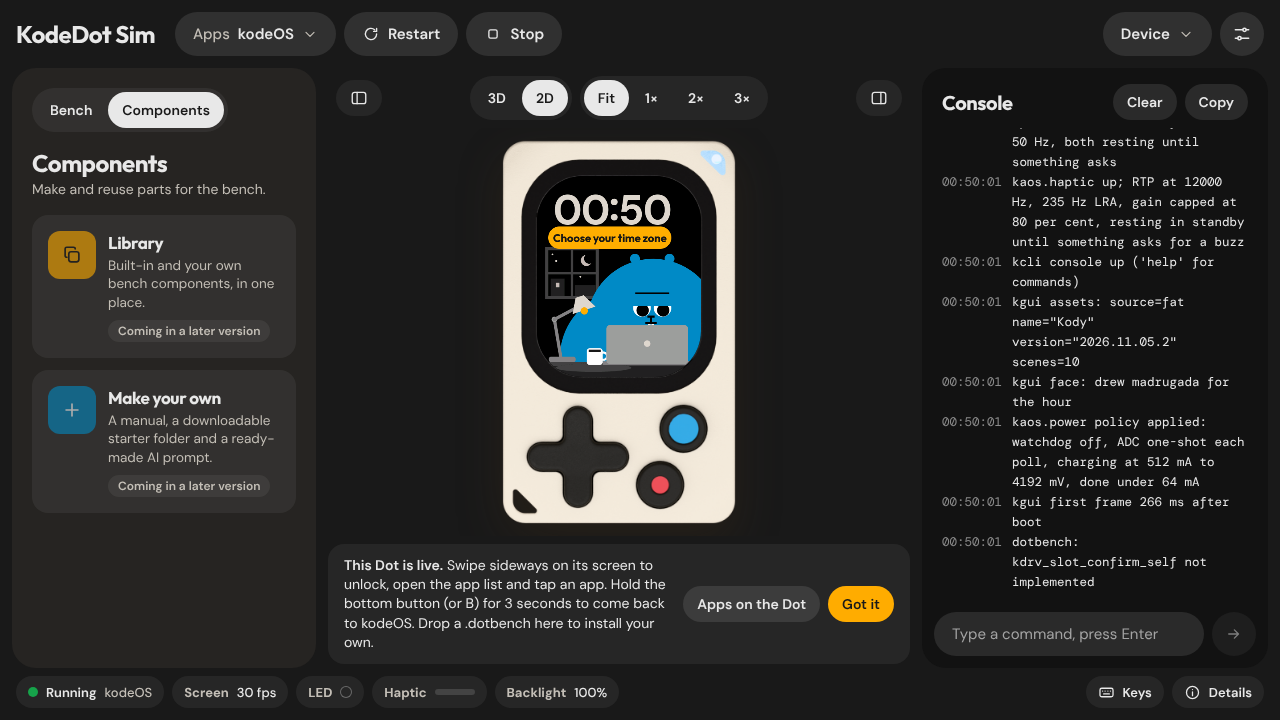 KodeDot Sim
Apps kodeOS
Restart
Stop
Device
Bench
Components
Components
Make and reuse parts for the bench.
Library
Built-in and your own
bench components, in one
place.
Coming in a later version
Make your own
A manual, a downloadable
starter folder and a ready-
made AI prompt.
Coming in a later version
3D
2D
Fit
1×
2×
3×
00:50
Choose your time zone
This Dot is live. Swipe sideways on its screen to
unlock, open the app list and tap an app. Hold the
bottom button (or B) for 3 seconds to come back
to kodeOS. Drop a .dotbench here to install your
own.
Apps on the Dot
Got it
Console
Clear
Copy
50 Hz, both resting until
something asks
00:50:01 kaos.haptic up; RTP at 12000
Hz, 235 Hz LRA, gain capped at
80 per cent, resting in standby
until something asks for a buzz
00:50:01 kcli console up ('help' for
commands)
00:50:01 kgui assets: source=fat
name="Kody"
version="2026.11.05.2"
scenes=10
00:50:01 kgui face: drew madrugada for
the hour
00:50:01 kaos.power policy applied:
watchdog off, ADC one-shot each
poll, charging at 512 mA to
4192 mV, done under 64 mA
00:50:01 kgui first frame 266 ms after
boot
00:50:01 dotbench:
kdrv_slot_confirm_self not
implemented
Type a command, press Enter
Running kodeOS
Screen 30 fps
LED
Haptic
Backlight 100%
Keys
Details